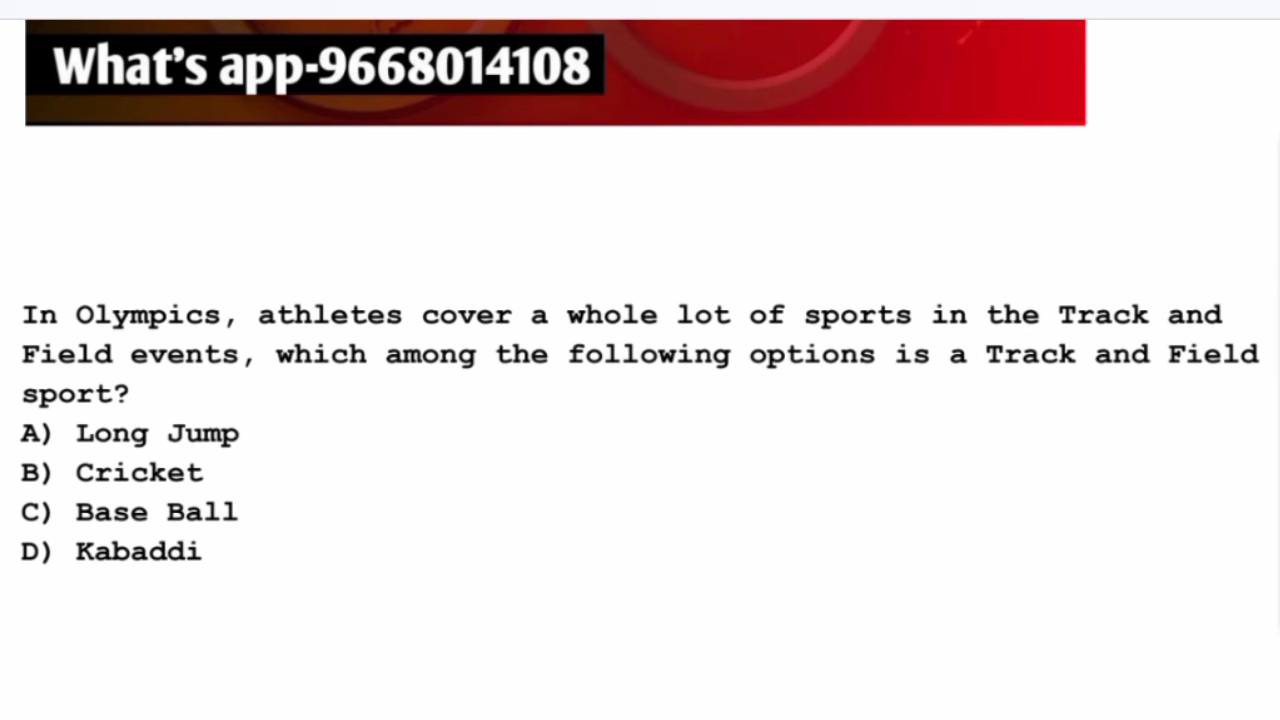 What's app-9668014108
In Olympics, athletes cover a whole lot of sports in the Track and
Field events, which among the following options is a Track and Field
sport?
A) Long Jump
B) Cricket
C) Base Ball
D) Kabaddi